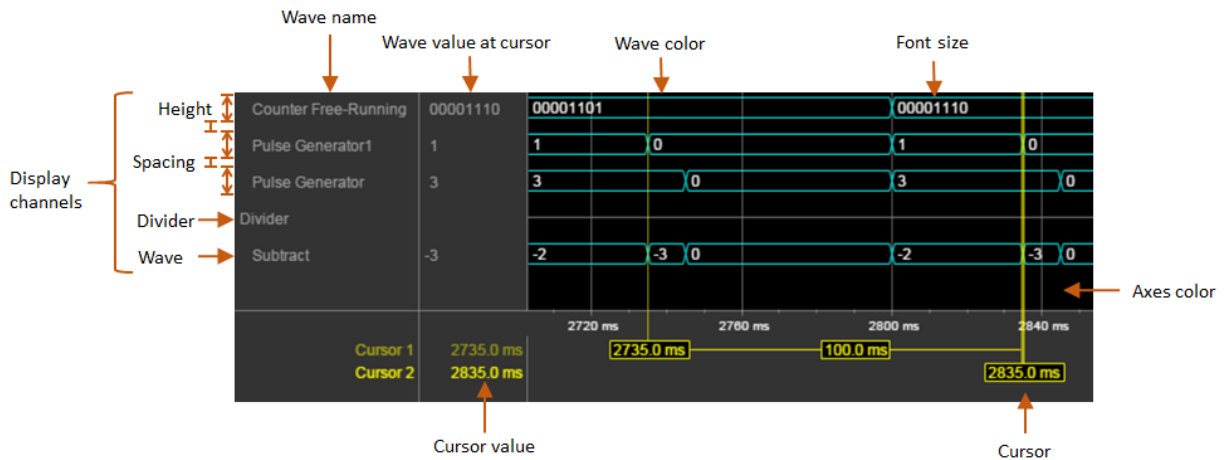 Wave name
Wave value at cursor
Wave color
Font size
Height
Counter Free-Running 00001110 00001101 00001110
Pulse Generator1 1 1 0 1 0
Spacing
Pulse Generator 3 3 0 3 0
Display
channels
Divider Divider
Wave Subtract -3 -2 -3 0 -2 -3 0
Axes color
2720 ms 2760 ms 2800 ms 2840 ms
Cursor 1 2735.0 ms 2735.0 ms 100.0 ms
Cursor 2 2835.0 ms 2835.0 ms
Cursor value
Cursor